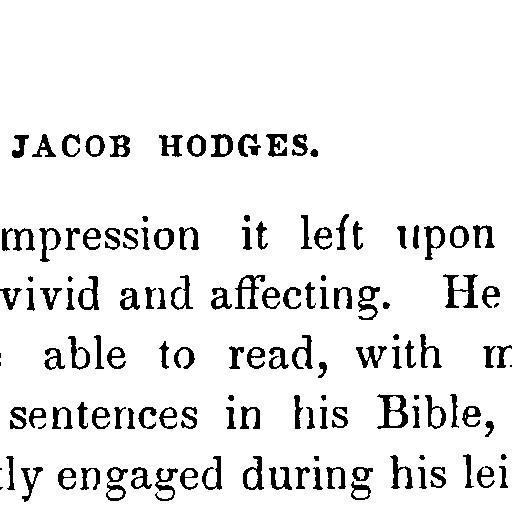 JACOB HODGES.
mpression it left upon
vivid and affecting. He
able to read, with m
sentences in his Bible,
tly engaged during his lei